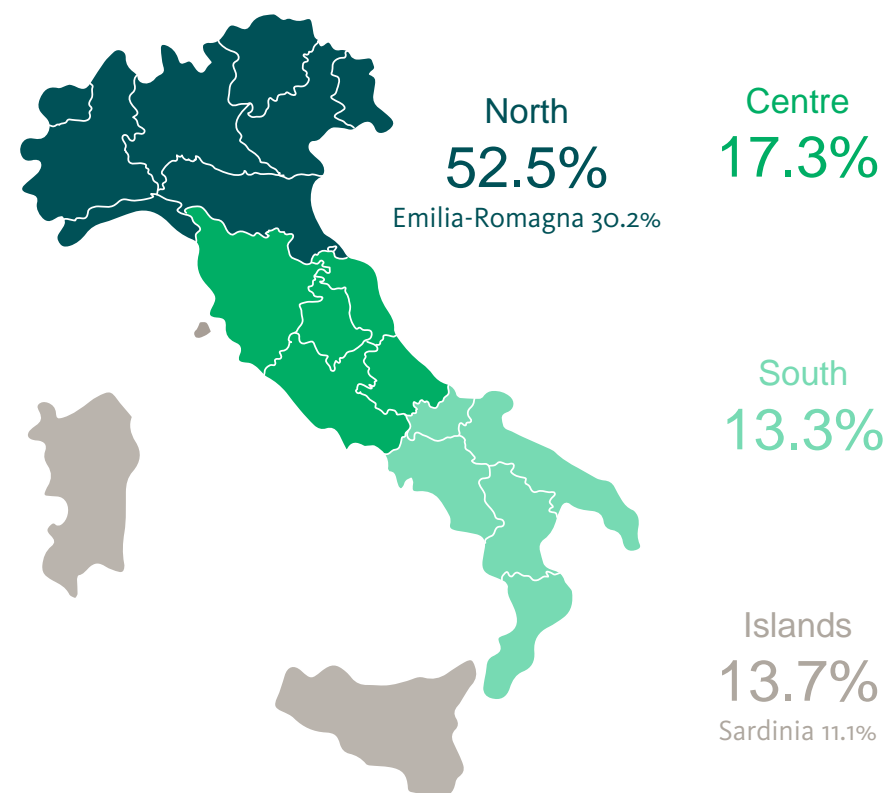 North
52.5%
Emilia-Romagna 30.2%
Centre
17.3%
South
13.3%
Islands
13.7%
Sardinia 11.1%